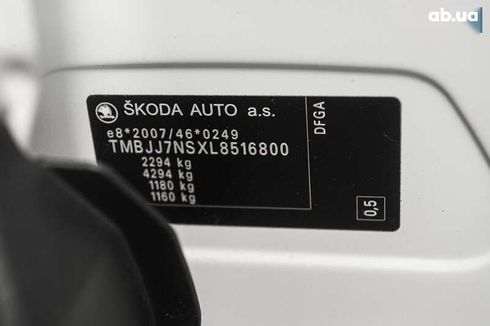 ab.ua
ŠKODA AUTO a.s.
e8*2007/46*0249
TMBJJ7NSXL8516800
2294 kg
4294 kg
1180 kg
1160 kg
DFGA
0,5